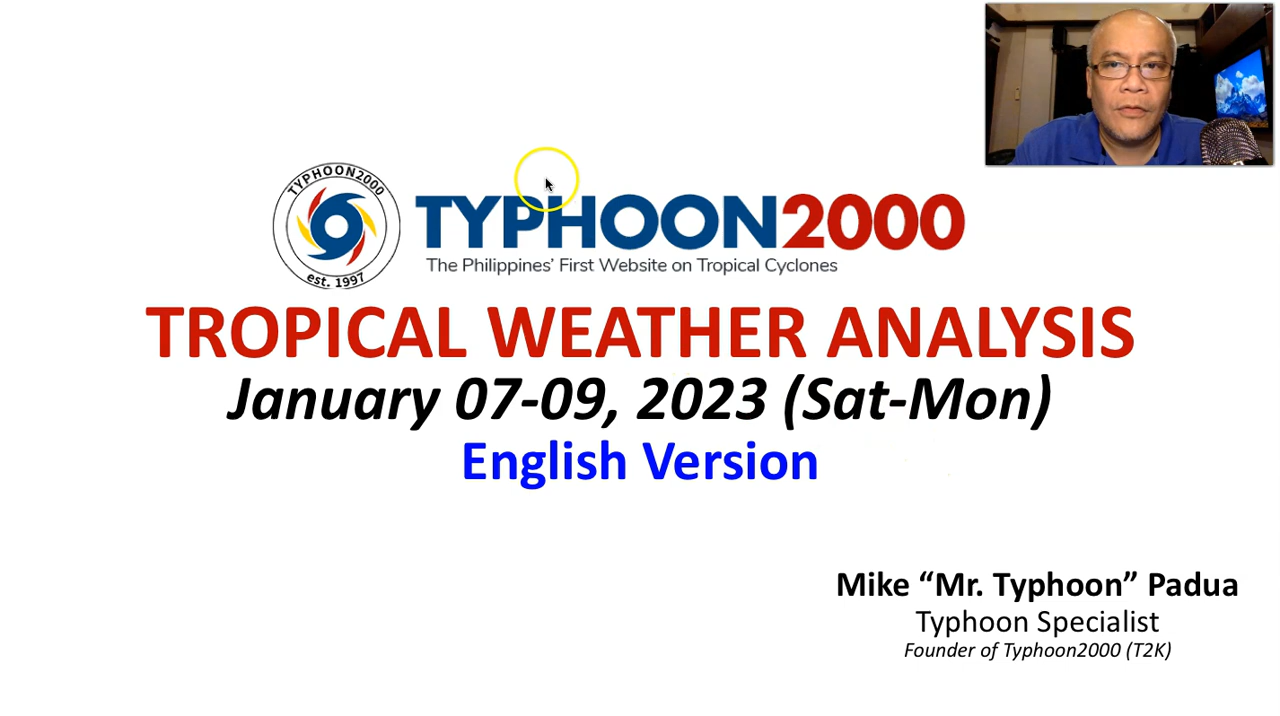 TYPHOON2000
est. 1997
TYPHOON2000
The Philippines' First Website on Tropical Cyclones
TROPICAL WEATHER ANALYSIS
January 07-09, 2023 (Sat-Mon)
English Version
Mike “Mr. Typhoon” Padua
Typhoon Specialist
Founder of Typhoon2000 (T2K)